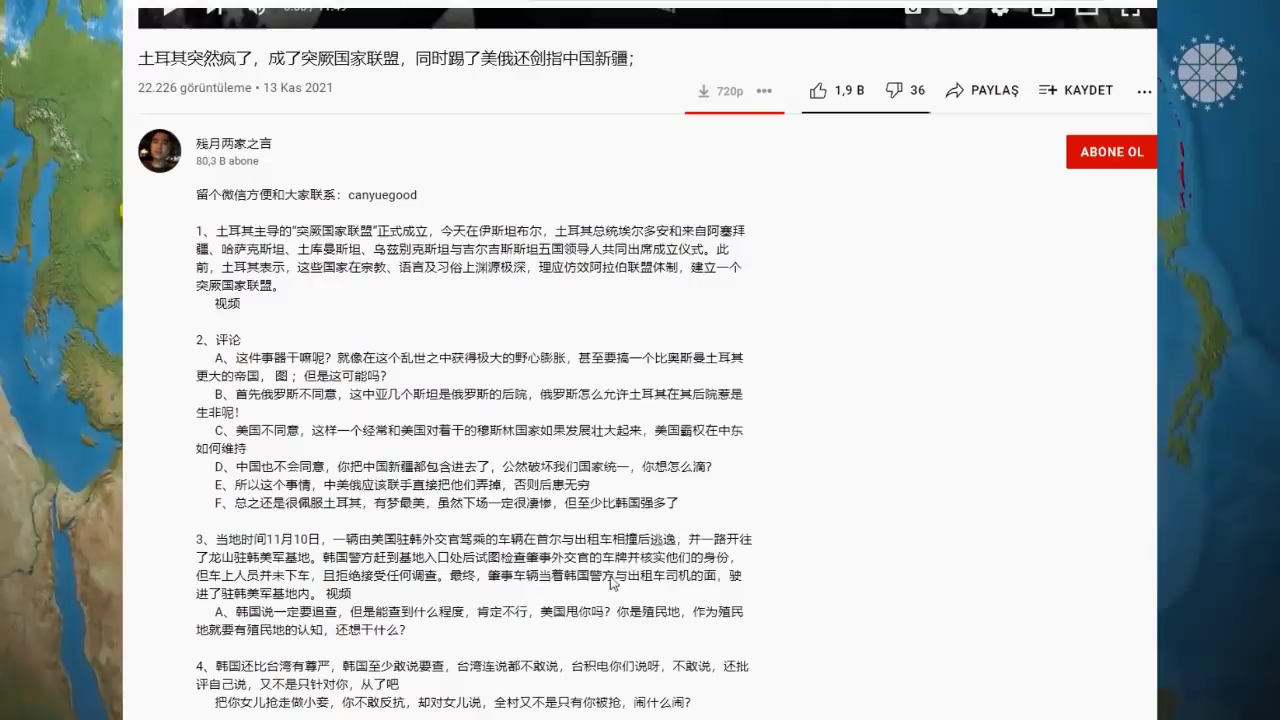 土耳其突然疯了，成了突厥国家联盟，同时踢了美俄还剑指中国新疆；
22.226 görüntüleme • 13 Kas 2021
720p
1,9 B
36
PAYLAŞ
KAYDET
残月两家之言
80,3 B abone
ABONE OL
留个微信方便和大家联系：canyuegood
1、土耳其主导的“突厥国家联盟”正式成立，今天在伊斯坦布尔，土耳其总统埃尔多安和来自阿塞拜
疆、哈萨克斯坦、土库曼斯坦、乌兹别克斯坦与吉尔吉斯斯坦五国领导人共同出席成立仪式。此
前，土耳其表示，这些国家在宗教、语言及习俗上渊源极深，理应仿效阿拉伯联盟体制，建立一个
突厥国家联盟。
视频
2、评论
A、这件事器干嘛呢？就像在这个乱世之中获得极大的野心膨胀，甚至要搞一个比奥斯曼土耳其
更大的帝国， 图 ；但是这可能吗？
B、首先俄罗斯不同意，这中亚几个斯坦是俄罗斯的后院，俄罗斯怎么允许土耳其在其后院惹是
生非呢！
C、美国不同意，这样一个经常和美国对着干的穆斯林国家如果发展壮大起来，美国霸权在中东
如何维持
D、中国也不会同意，你把中国新疆都包含进去了，公然破坏我们国家统一，你想怎么滴？
E、所以这个事情，中美俄应该联手直接把他们弄掉，否则后患无穷
F、总之还是很佩服土耳其，有梦最美，虽然下场一定很凄惨，但至少比韩国强多了
3、当地时间11月10日，一辆由美国驻韩外交官驾乘的车辆在首尔与出租车相撞后逃逸，并一路开往
了龙山驻韩美军基地。韩国警方赶到基地入口处后试图检查肇事外交官的车牌并核实他们的身份，
但车上人员并未下车，且拒绝接受任何调查。最终，肇事车辆当着韩国警方与出租车司机的面，驶
进了驻韩美军基地内。 视频
A、韩国说一定要追查，但是能查到什么程度，肯定不行，美国甩你吗？你是殖民地，作为殖民
地就要有殖民地的认知，还想干什么？
4、韩国还比台湾有尊严，韩国至少敢说要查，台湾连说都不敢说，台积电你们说呀，不敢说，还批
评自己说，又不是只针对你，从了吧
把你女儿抢走做小妾，你不敢反抗，却对女儿说，全村又不是只有你被抢，闹什么闹？